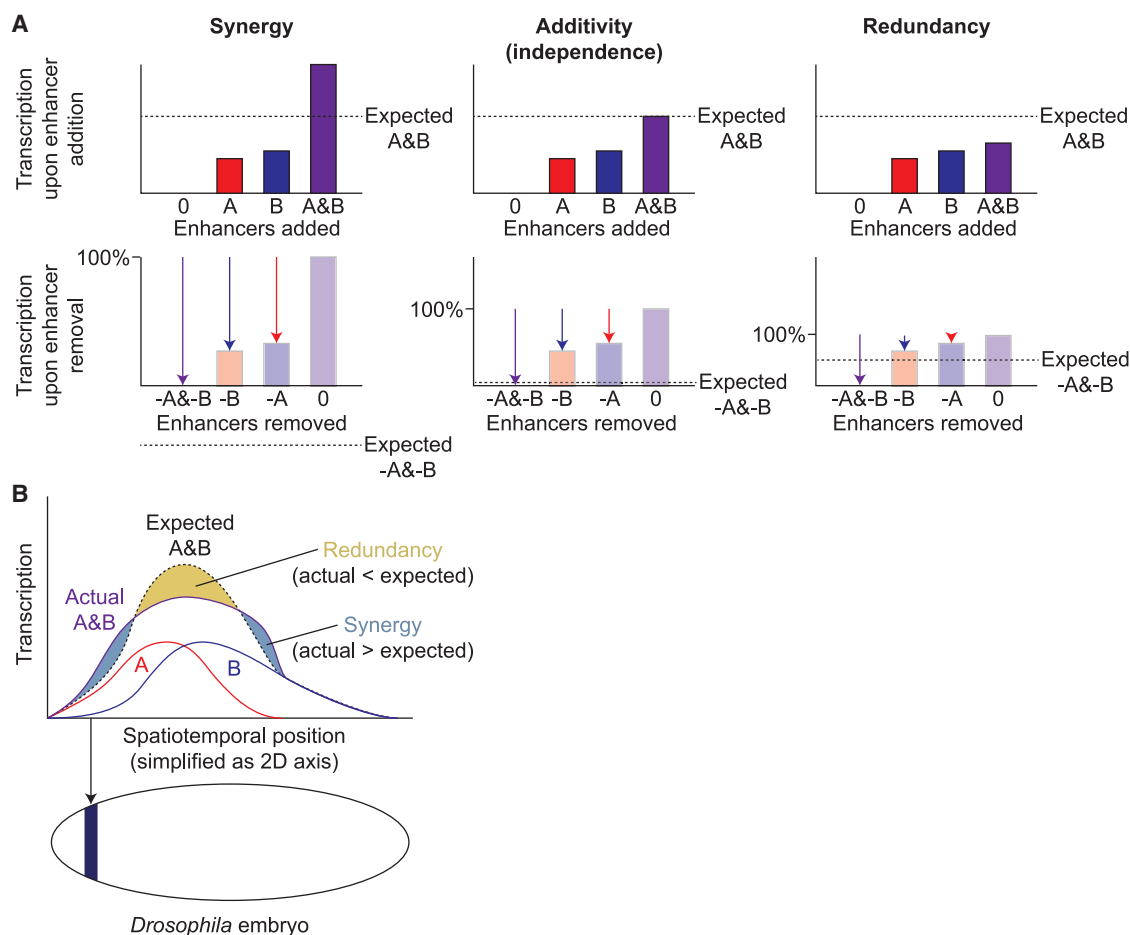 A
Synergy
Additivity
(independence)
Redundancy
Transcription
upon enhancer
addition
Expected
A&B
0
A
B
A&B
Enhancers added
Expected
A&B
0
A
B
A&B
Enhancers added
Expected
A&B
0
A
B
A&B
Enhancers added
Transcription
upon enhancer
removal
100%
-A&-B
-B
-A
0
Enhancers removed
Expected
-A&-B
100%
-A&-B
-B
-A
0
Enhancers removed
Expected
-A&-B
100%
-A&-B
-B
-A
0
Enhancers removed
Expected
-A&-B
B
Transcription
Expected
A&B
Redundancy
(actual < expected)
Actual
A&B
Synergy
(actual > expected)
A
B
Spatiotemporal position
(simplified as 2D axis)
Drosophila embryo